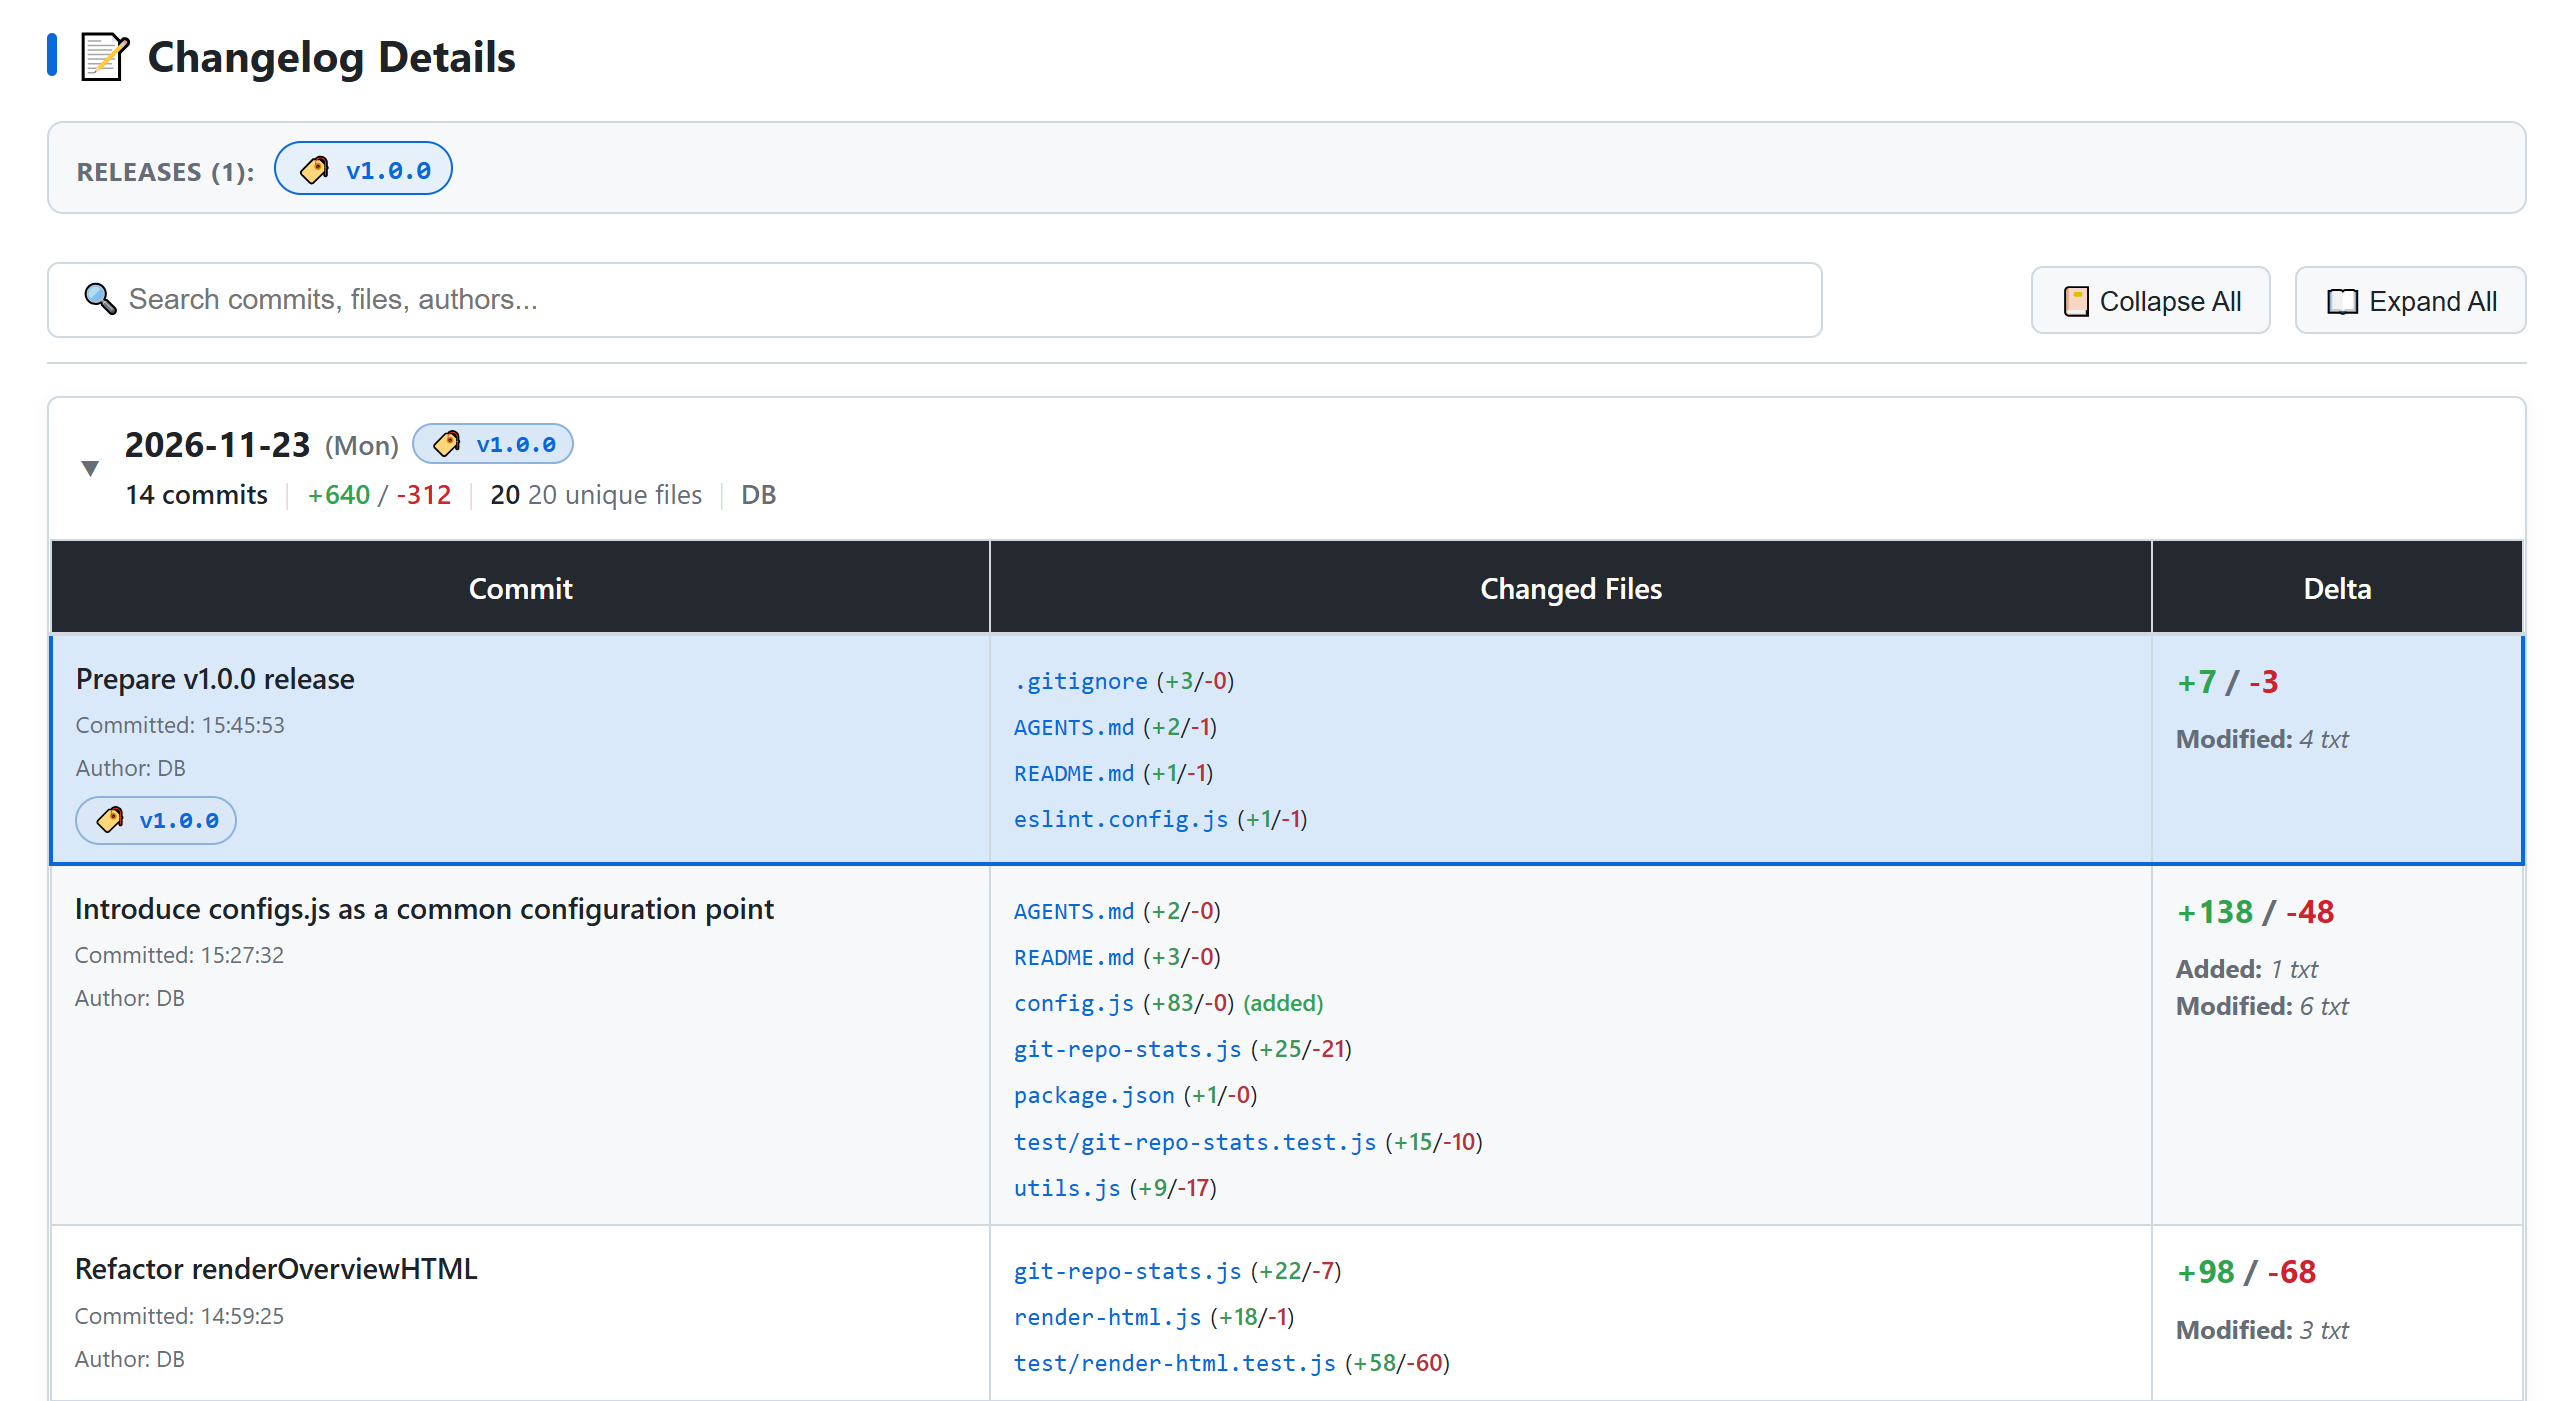 Changelog Details
RELEASES (1): v1.0.0
Search commits, files, authors...
Collapse All
Expand All
2026-11-23 (Mon) v1.0.0
14 commits | +640 / -312 | 20 20 unique files | DB
Commit
Changed Files
Delta
Prepare v1.0.0 release
Committed: 15:45:53
Author: DB
v1.0.0
.gitignore (+3/-0)
AGENTS.md (+2/-1)
README.md (+1/-1)
eslint.config.js (+1/-1)
+7 / -3
Modified: 4 txt
Introduce configs.js as a common configuration point
Committed: 15:27:32
Author: DB
AGENTS.md (+2/-0)
README.md (+3/-0)
config.js (+83/-0) (added)
git-repo-stats.js (+25/-21)
package.json (+1/-0)
test/git-repo-stats.test.js (+15/-10)
utils.js (+9/-17)
+138 / -48
Added: 1 txt
Modified: 6 txt
Refactor renderOverviewHTML
Committed: 14:59:25
Author: DB
git-repo-stats.js (+22/-7)
render-html.js (+18/-1)
test/render-html.test.js (+58/-60)
+98 / -68
Modified: 3 txt